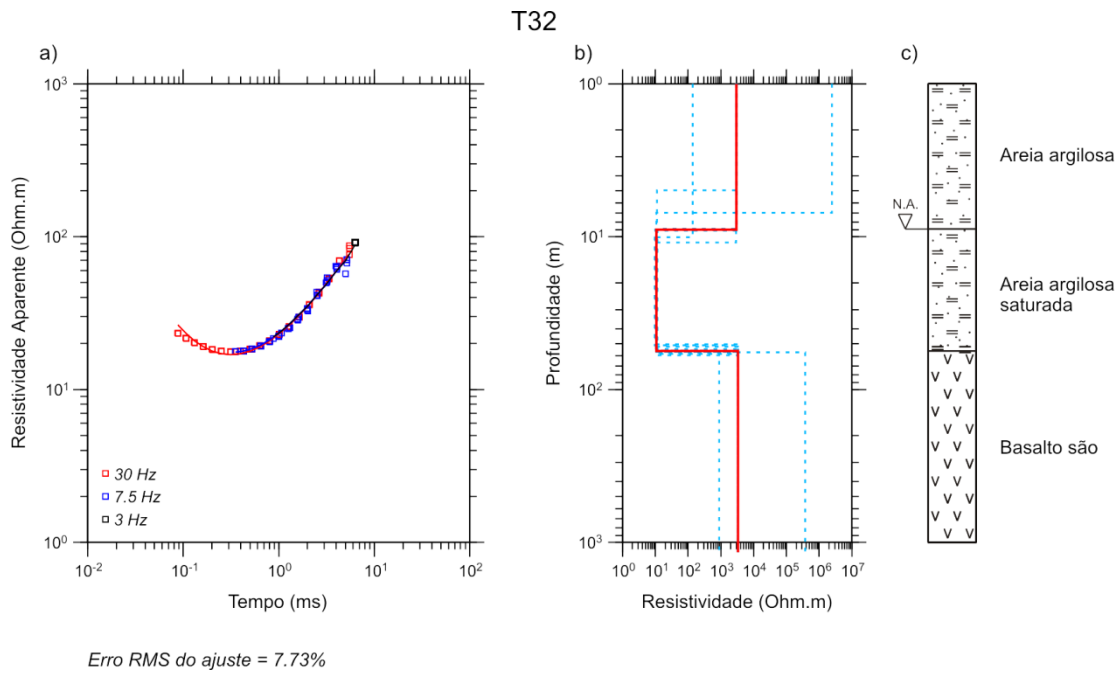 T32
a)
b)
c)
10³
10²
10¹
10⁰
Resistividade Aparente (Ohm.m)
30 Hz
7.5 Hz
3 Hz
10⁻²
10⁻¹
10⁰
10¹
10²
Tempo (ms)
Erro RMS do ajuste = 7.73%
10⁰
10¹
10²
10³
Profundidade (m)
10⁰
10¹
10²
10³
10⁴
10⁵
10⁶
10⁷
Resistividade (Ohm.m)
N.A.
Areia argilosa
Areia argilosa
saturada
Basalto são